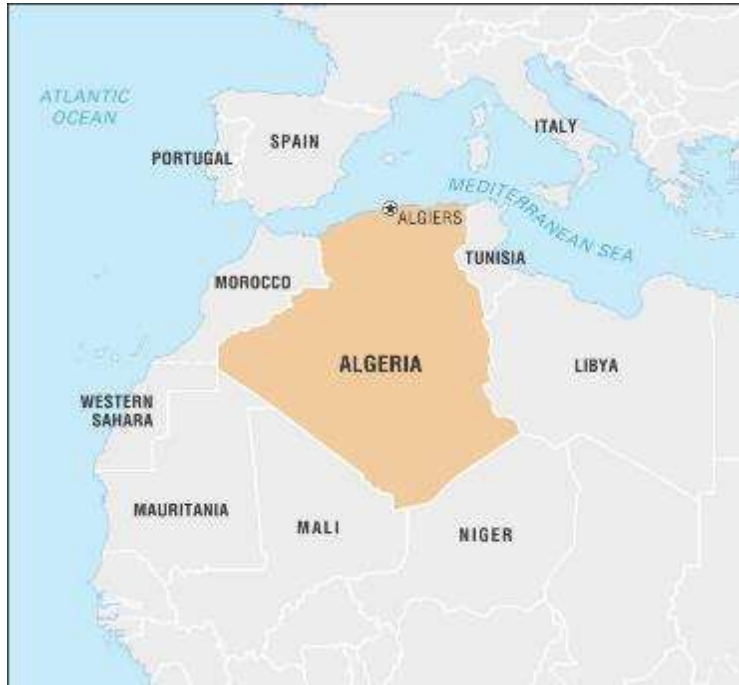 ATLANTIC
OCEAN
PORTUGAL
SPAIN
ITALY
MEDITERRANEAN SEA
ALGIERS
TUNISIA
MOROCCO
ALGERIA
LIBYA
WESTERN
SAHARA
MAURITANIA
MALI
NIGER